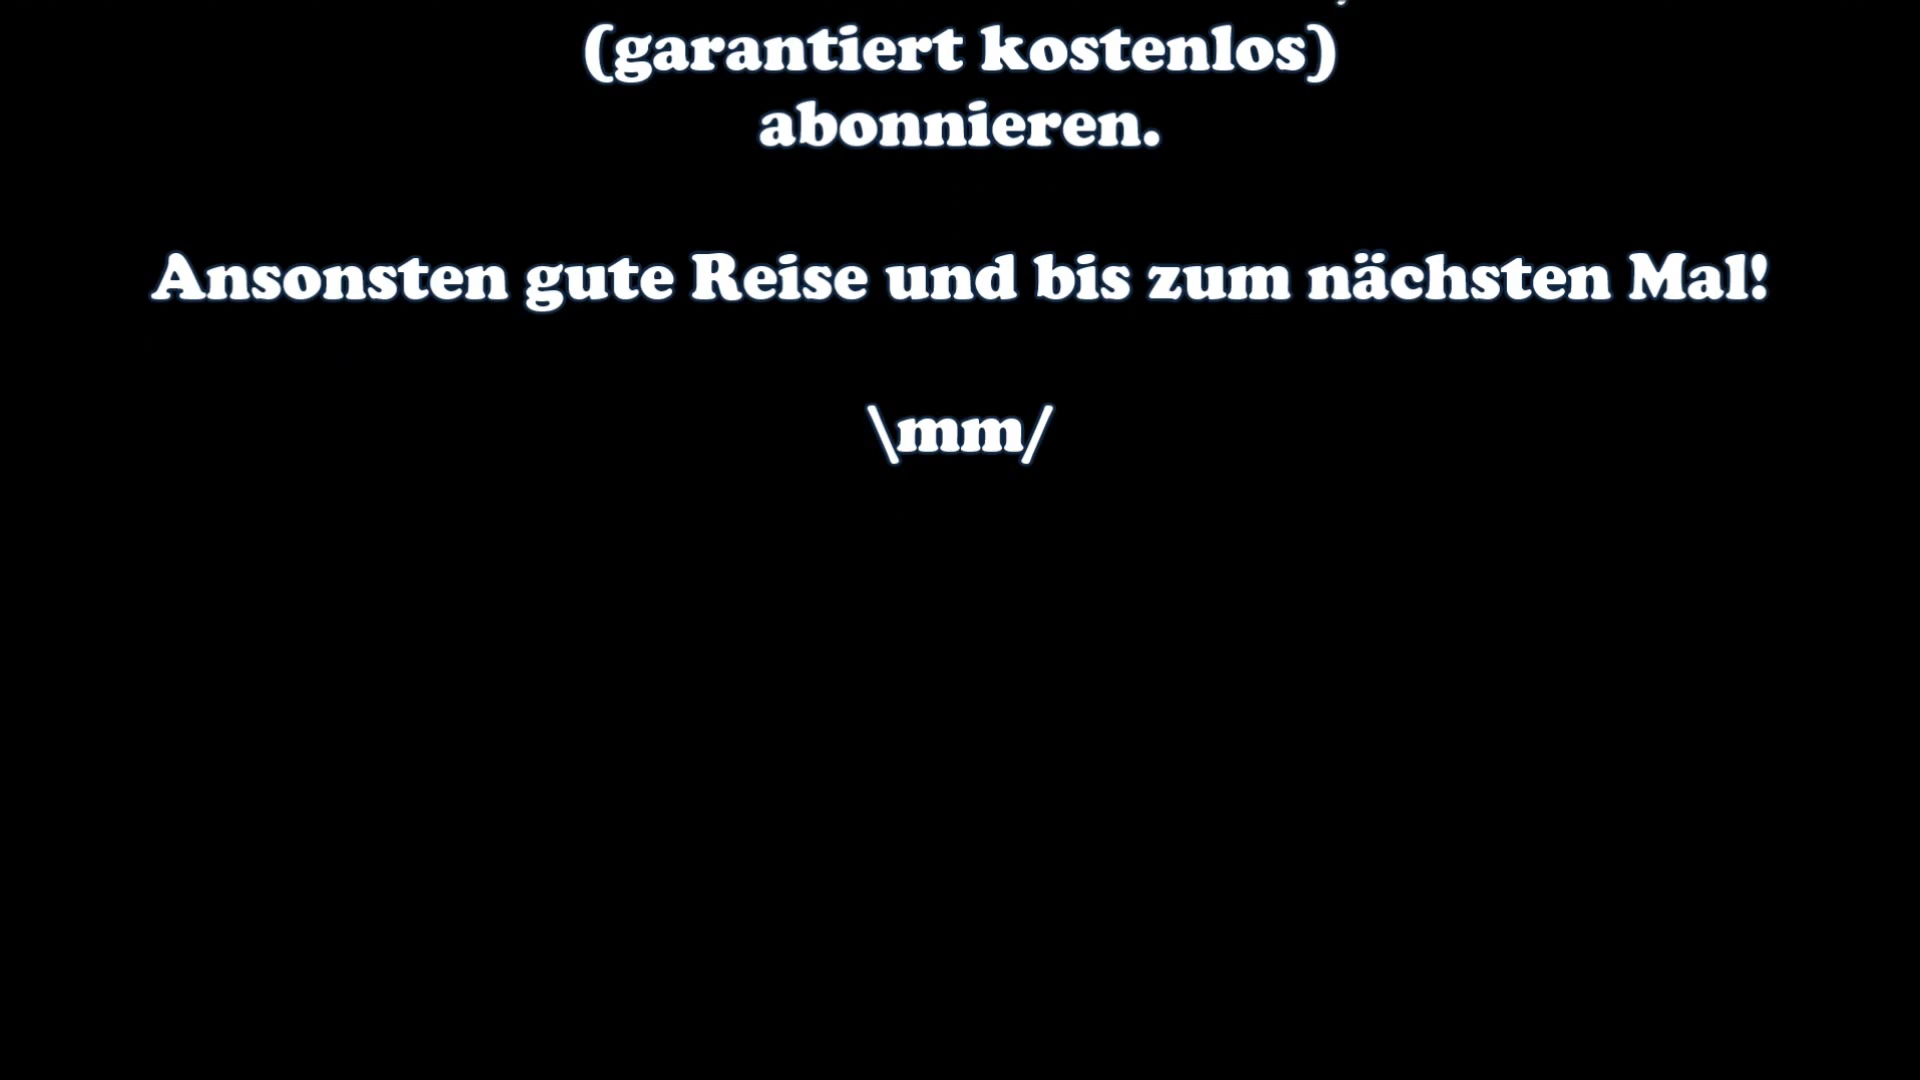 (garantiert kostenlos)
abonnieren.
Ansonsten gute Reise und bis zum nächsten Mal!
\mm/